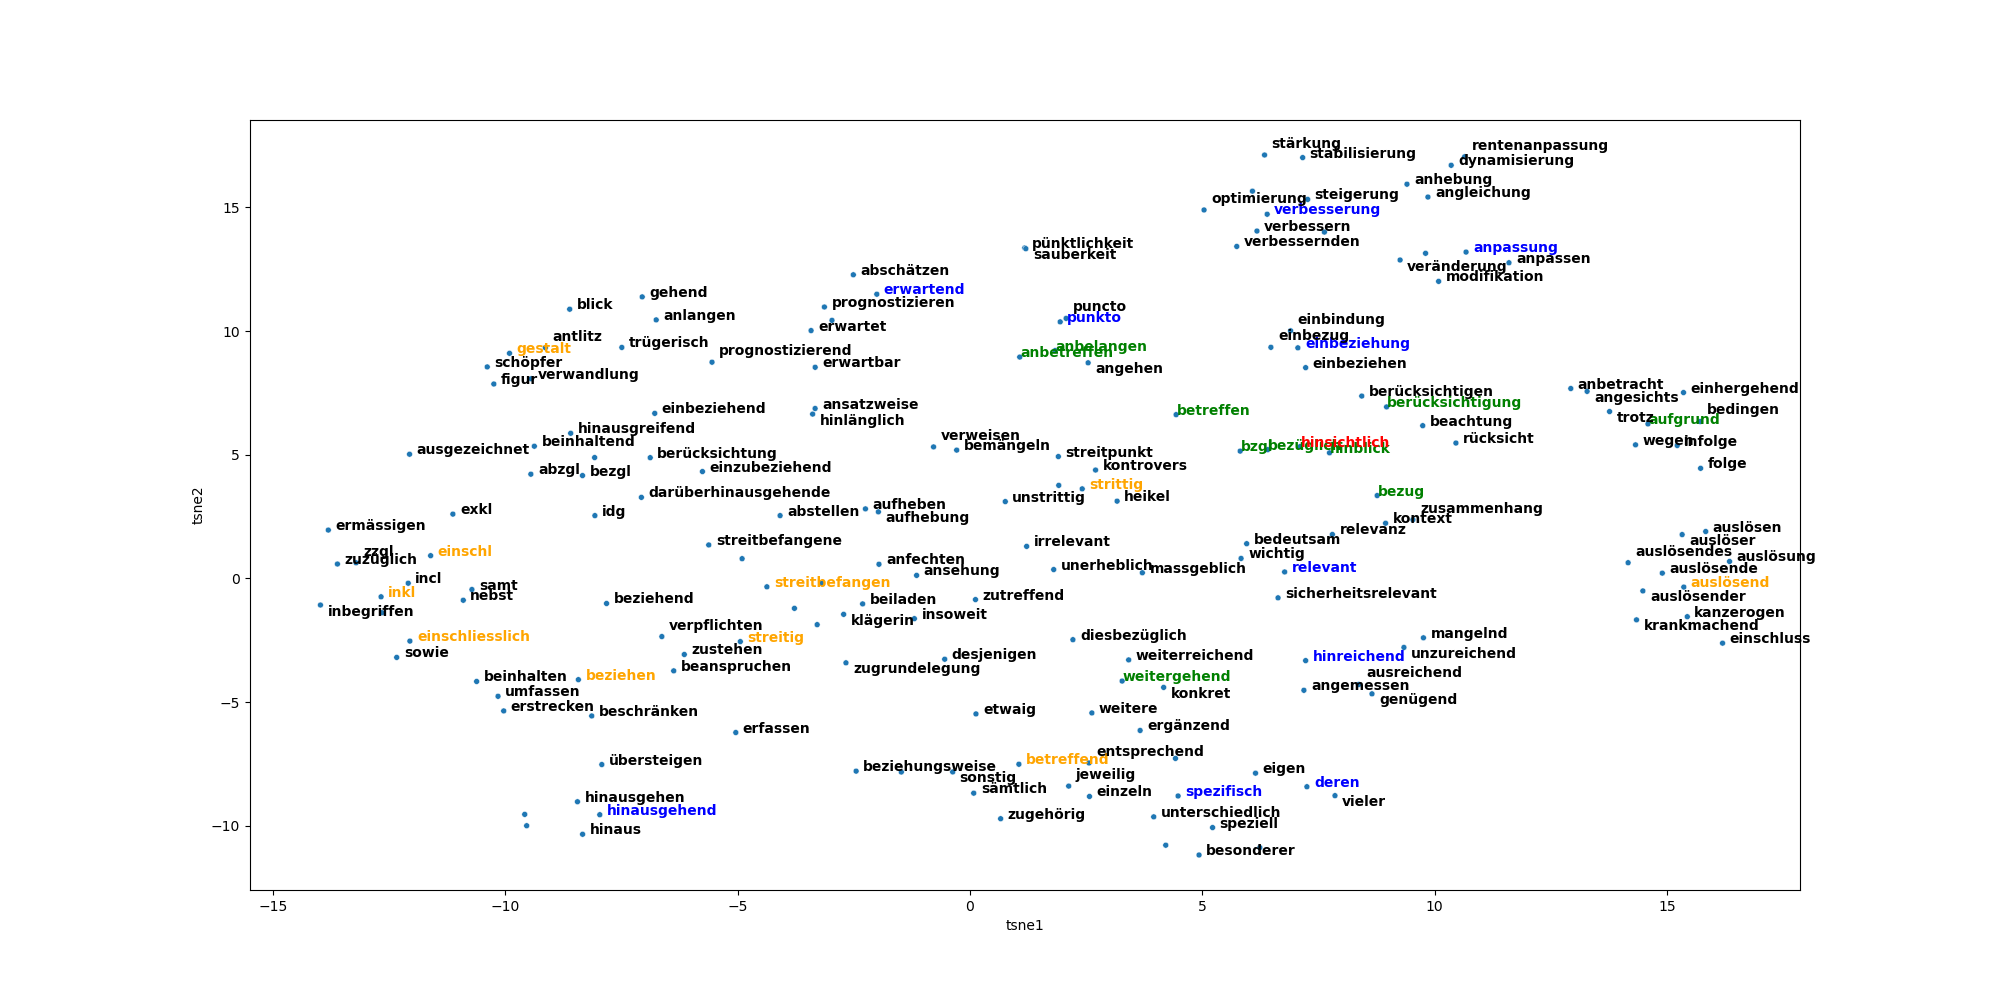 stärkung
rentenanpassung
stabilisierung
dynamisierung
anhebung
angleichung
optimierung
steigerung
verbesserung
verbessern
verbessernden
pünktlichkeit
sauberkeit
anpassung
anpassen
veränderung
modifikation
abschätzen
erwartend
gehend
blick
prognostizieren
anlangen
erwartet
puncto
punkto
einbindung
einbezug
einbeziehung
einbeziehen
antlitz
gestalt
trügerisch
schöpfer
verwandlung
figur
prognostizierend
erwartbar
anbelangen
anbetreffen
angehen
berücksichtigen
berücksichtigung
anbetracht
einhergehend
angesichts
bedingen
trotz
aufgrund
einbeziehend
ansatzweise
hinlänglich
betreffen
beachtung
hinausgreifend
beinhaltend
ausgezeichnet
verweisen
bemängeln
bzgl
bezüglich
hinsichtlich
hinblick
rücksicht
wegen
infolge
berücksichtung
streitpunkt
kontrovers
folge
abzgl
bezgl
einzubeziehend
strittig
darüberhinausgehende
unstrittig
heikel
bezug
exkl
idg
abstellen
aufheben
aufhebung
zusammenhang
kontext
ermässigen
relevanz
auslösen
streitbefangene
irrelevant
bedeutsam
auslöser
zzgl
zuzüglich
einschl
anfechten
wichtig
auslösendes
auslösung
ansehung
unerheblich
massgeblich
relevant
auslösende
incl
samt
streitbefangen
auslösend
inkl
nebst
beziehend
beiladen
zutreffend
sicherheitsrelevant
auslösender
inbegriffen
klägerin
insoweit
kanzerogen
verpflichten
krankmachend
einschliesslich
streitig
diesbezüglich
mangelnd
einschluss
sowie
zustehen
desjenigen
weiterreichend
hinreichend
unzureichend
beanspruchen
zugrundelegung
beinhalten
beziehen
weitergehend
ausreichend
umfassen
konkret
angemessen
genügend
erstrecken
beschränken
etwaig
weitere
erfassen
ergänzend
übersteigen
betreffend
entsprechend
beziehungsweise
sonstig
jeweilig
eigen
deren
sämtlich
einzeln
spezifisch
vieler
hinausgehen
hinausgehend
zugehörig
unterschiedlich
hinaus
speziell
besonderer
15
10
5
0
−5
−10
tsne2
−15
−10
−5
0
5
10
15
tsne1